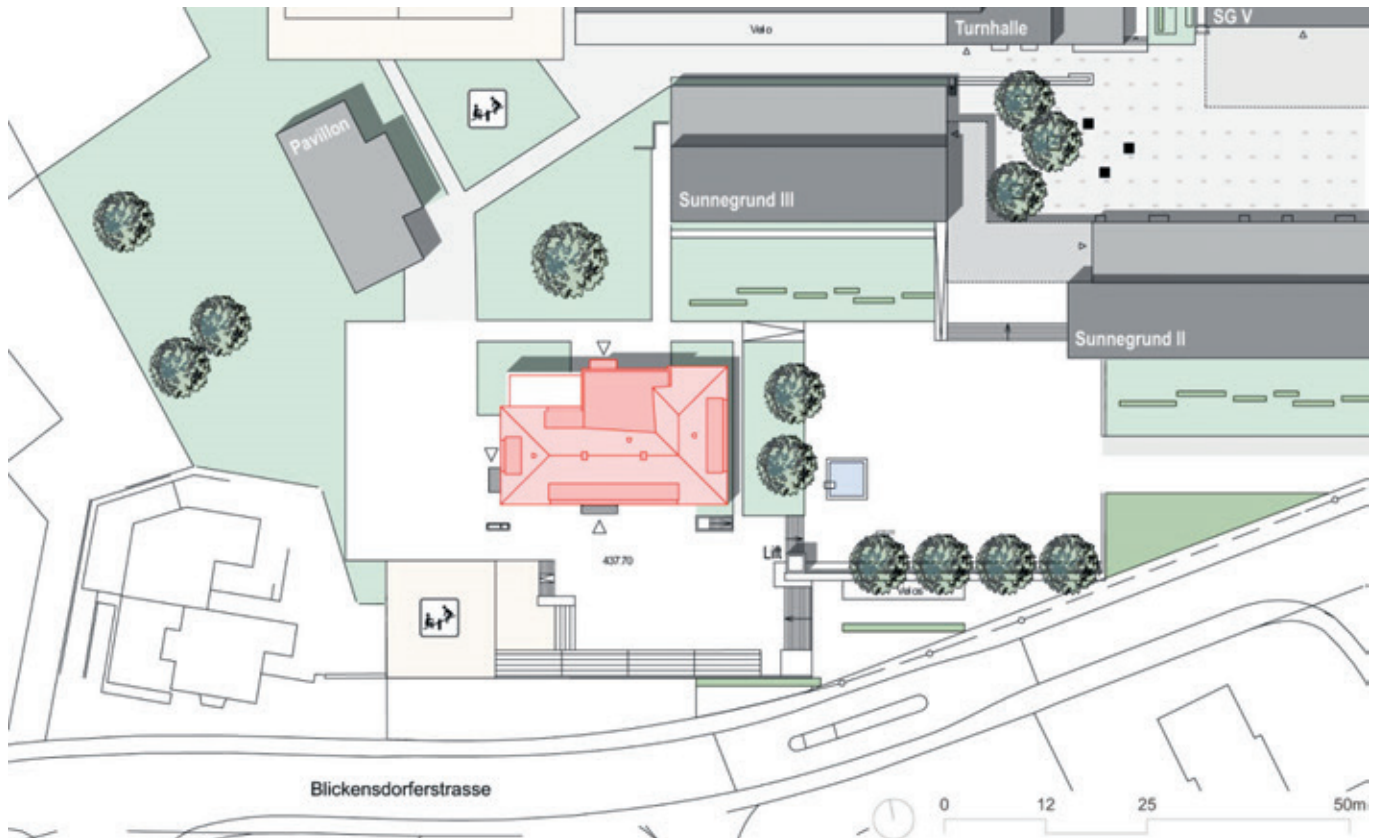 Velo
Turnhalle
SG V
Pavillon
Sunnegrund III
Sunnegrund II
Lift
437.70
Velos
Blickensdorferstrasse
0 12 25 50m